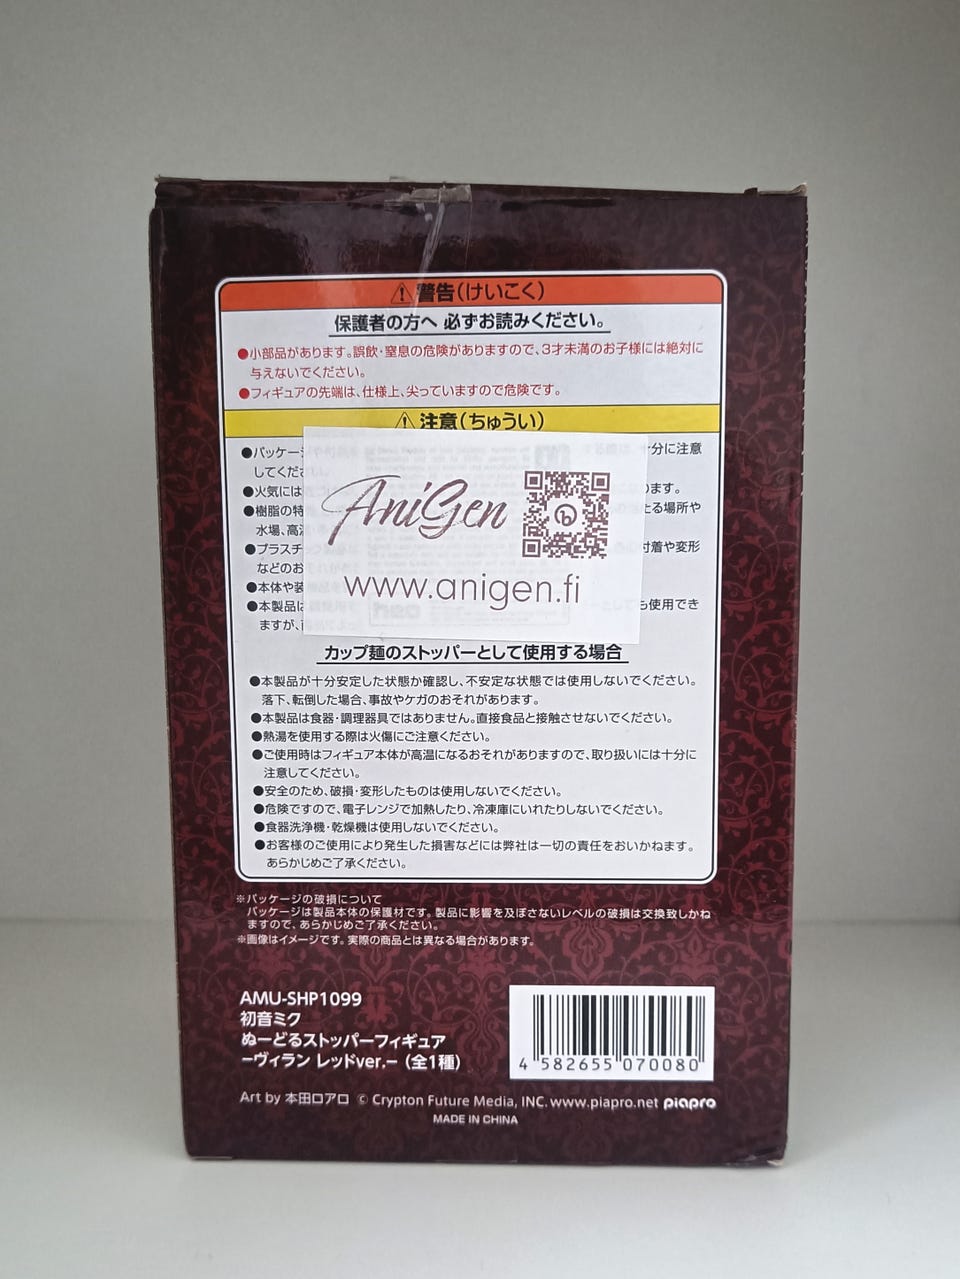 ⚠警告(けいこく)
保護者の方へ 必ずお読みください。
●小部品があります。誤飲・窒息の危険がありますので、3才未満のお子様には絶対に
与えないでください。
●フィギュアの先端は、仕様上、尖っていますので危険です。
⚠注意(ちゅうい)
●パッケージ 十分に注意
してくだ
●火気には ります。
●樹脂の特 たる場所や
水場、高温
●プラスチ 付着や変形
などのお
●本体や装
●本製品は も使用でき
ますが、
AniGen
www.anigen.fi
カップ麺のストッパーとして使用する場合
●本製品が十分安定した状態か確認し、不安定な状態では使用しないでください。
落下、転倒した場合、事故やケガのおそれがあります。
●本製品は食器・調理器具ではありません。直接食品と接触させないでください。
●熱湯を使用する際は火傷にご注意ください。
●ご使用時はフィギュア本体が高温になるおそれがありますので、取り扱いには十分に
注意してください。
●安全のため、破損・変形したものは使用しないでください。
●危険ですので、電子レンジで加熱したり、冷凍庫にいれたりしないでください。
●食器洗浄機・乾燥機は使用しないでください。
●お客様のご使用により発生した損害などには弊社は一切の責任をおいかねます。
あらかじめご了承ください。
※パッケージの破損について
パッケージは製品本体の保護材です。製品に影響を及ぼさないレベルの破損は交換致しかね
ますので、あらかじめご了承ください。
※画像はイメージです。実際の商品とは異なる場合があります。
AMU-SHP1099
初音ミク
ぬーどるストッパーフィギュア
−ヴィラン レッドver.−（全1種）
4 582655 070080
Art by 本田ロアロ © Crypton Future Media, INC. www.piapro.net piapro
MADE IN CHINA